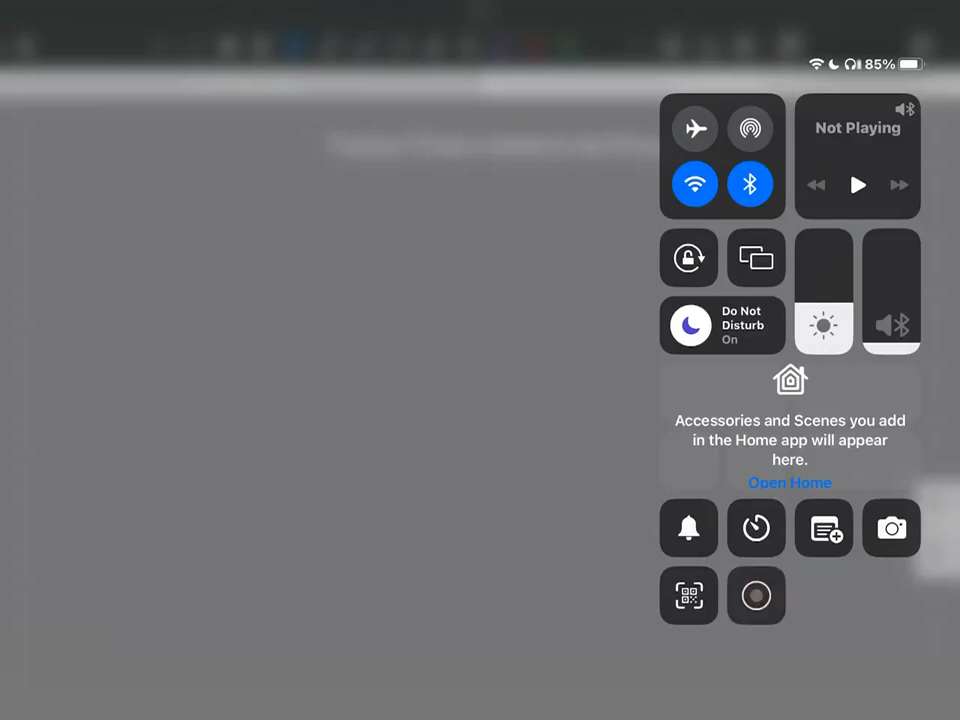 85%
Not Playing
Do Not
Disturb
On
Accessories and Scenes you add
in the Home app will appear
here.
Open Home